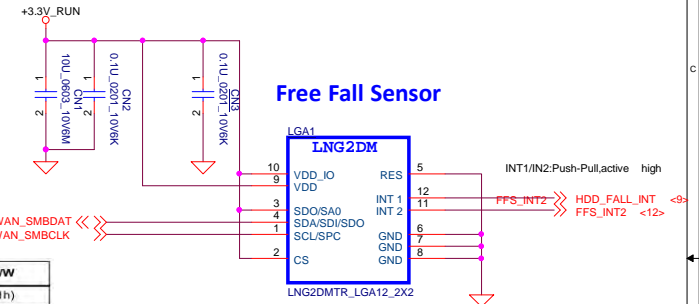 +3.3V_RUN
10U_0603_10V6M
CN1
0.1U_0201_10V6K
CN2
0.1U_0201_10V6K
CN3
1
2
1
2
1
2
Free Fall Sensor
C
LGA1
LNG2DM
10 VDD_IO RES 5
9 VDD
INT1/IN2:Push-Pull,active high
INT 1 12 FFS_INT2 HDD_FALL_INT <9>
3 SDO/SA0 INT 2 11 FFS_INT2 <12>
/AN_SMBDAT 4 SDA/SDI/SDO
/AN_SMBCLK 1 SCL/SPC GND 6
GND 7
2 CS GND 8
LNG2DMTR_LGA12_2X2
/W
1h)